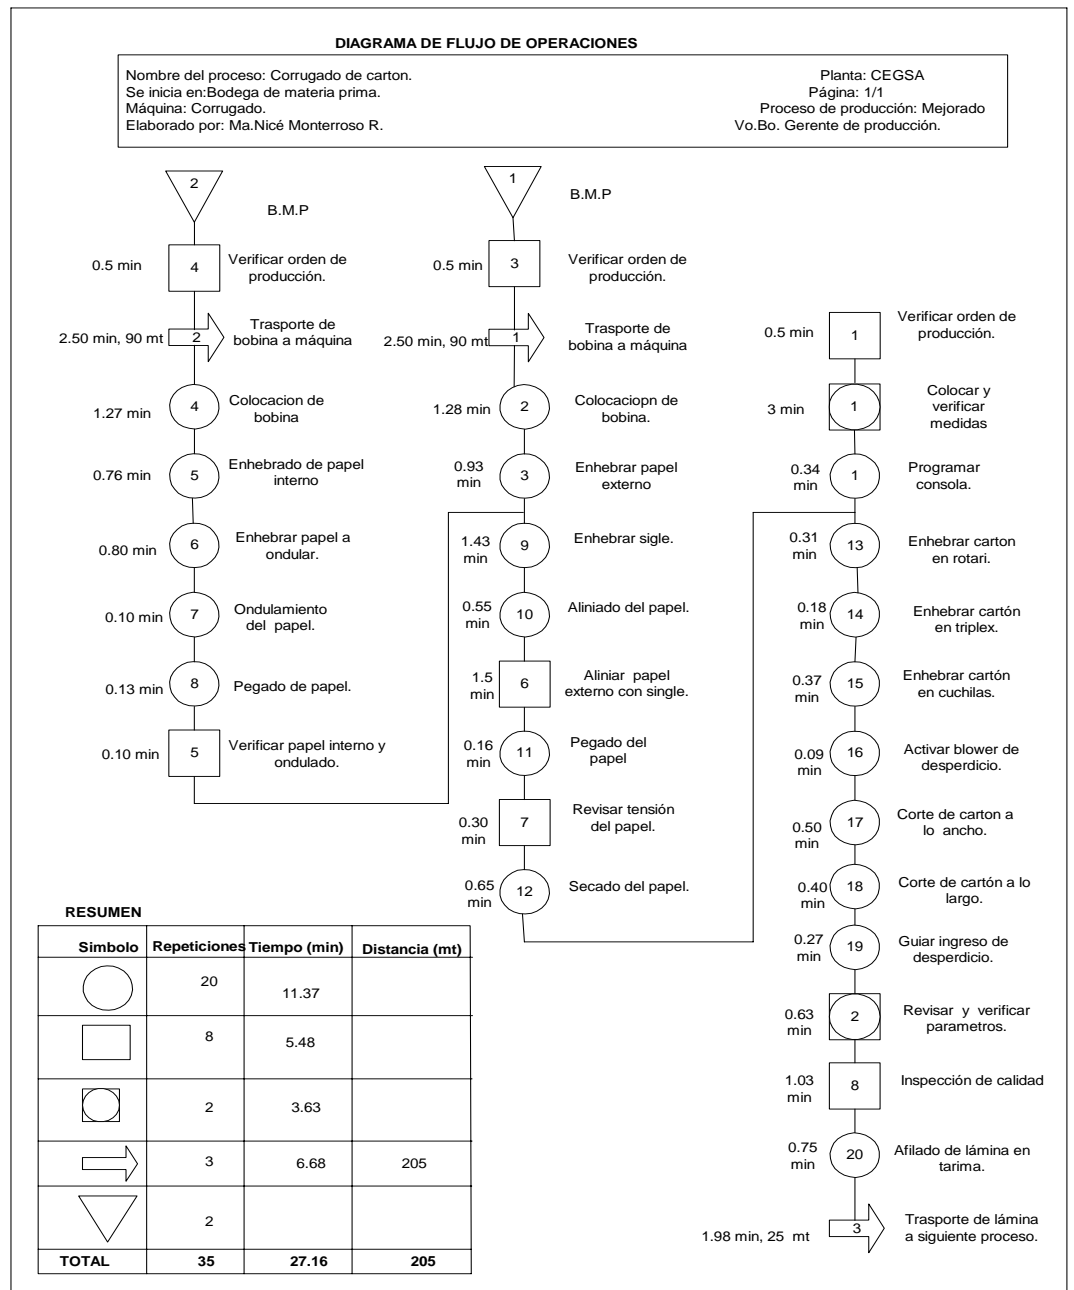 DIAGRAMA DE FLUJO DE OPERACIONES
Nombre del proceso: Corrugado de carton.
Se inicia en:Bodega de materia prima.
Máquina: Corrugado.
Elaborado por: Ma.Nicé Monterroso R.
Planta: CEGSA
Página: 1/1
Proceso de producción: Mejorado
Vo.Bo. Gerente de producción.
2
B.M.P
0.5 min
4
Verificar orden de
producción.
2.50 min, 90 mt
2
Trasporte de
bobina a máquina
1.27 min
4
Colocacion de
bobina
0.76 min
5
Enhebrado de papel
interno
0.80 min
6
Enhebrar papel a
ondular.
0.10 min
7
Ondulamiento
del papel.
0.13 min
8
Pegado de papel.
0.10 min
5
Verificar papel interno y
ondulado.
1
B.M.P
0.5 min
3
Verificar orden de
producción.
2.50 min, 90 mt
1
Trasporte de
bobina a máquina
1.28 min
2
Colocaciopn de
bobina.
0.93
min
3
Enhebrar papel
externo
1.43
min
9
Enhebrar sigle.
0.55
min
10
Aliniado del papel.
1.5
min
6
Aliniar papel
externo con single.
0.16
min
11
Pegado del
papel
0.30
min
7
Revisar tensión
del papel.
0.65
min
12
Secado del papel.
0.5 min
1
Verificar orden de
producción.
3 min
1
Colocar y
verificar
medidas
0.34
min
1
Programar
consola.
0.31
min
13
Enhebrar carton
en rotari.
0.18
min
14
Enhebrar cartón
en triplex.
0.37
min
15
Enhebrar cartón
en cuchilas.
0.09
min
16
Activar blower de
desperdicio.
0.50
min
17
Corte de carton a
lo ancho.
0.40
min
18
Corte de cartón a lo
largo.
0.27
min
19
Guiar ingreso de
desperdicio.
0.63
min
2
Revisar y verificar
parametros.
1.03
min
8
Inspección de calidad
0.75
min
20
Afilado de lámina en
tarima.
1.98 min, 25 mt
3
Trasporte de lámina
a siguiente proceso.
RESUMEN
Simbolo Repeticiones Tiempo (min) Distancia (mt)
20 11.37
8 5.48
2 3.63
3 6.68 205
2
TOTAL 35 27.16 205